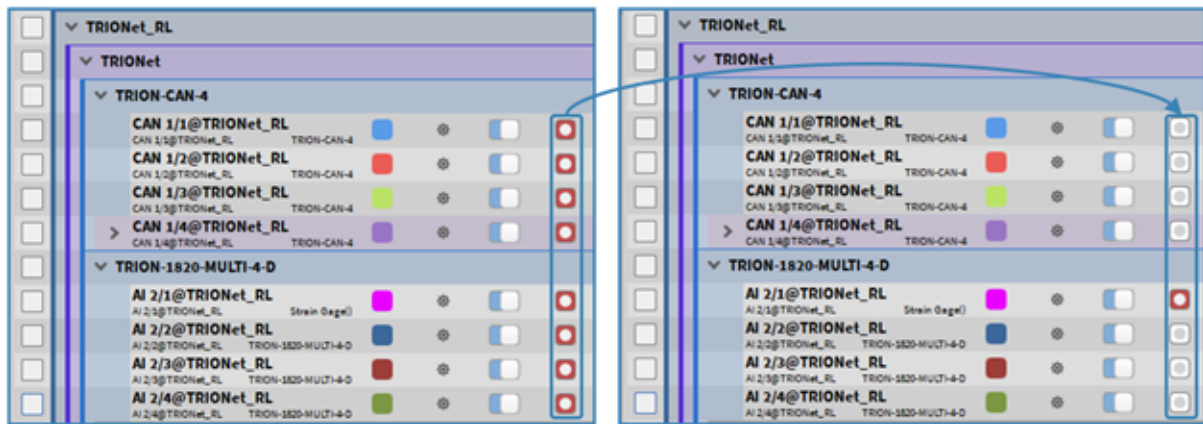 TRIONet_RL
TRIONet
TRION-CAN-4
CAN 1/1@TRIONet_RL
CAN 1/1@TRIONet_RL TRION-CAN-4
CAN 1/2@TRIONet_RL
CAN 1/2@TRIONet_RL TRION-CAN-4
CAN 1/3@TRIONet_RL
CAN 1/3@TRIONet_RL TRION-CAN-4
CAN 1/4@TRIONet_RL
CAN 1/4@TRIONet_RL TRION-CAN-4
TRION-1820-MULTI-4-D
AI 2/1@TRIONet_RL
AI 2/1@TRIONet_RL Strain Gage()
AI 2/2@TRIONet_RL
AI 2/2@TRIONet_RL TRION-1820-MULTI-4-D
AI 2/3@TRIONet_RL
AI 2/3@TRIONet_RL TRION-1820-MULTI-4-D
AI 2/4@TRIONet_RL
AI 2/4@TRIONet_RL TRION-1820-MULTI-4-D
TRIONet_RL
TRIONet
TRION-CAN-4
CAN 1/1@TRIONet_RL
CAN 1/1@TRIONet_RL TRION-CAN-4
CAN 1/2@TRIONet_RL
CAN 1/2@TRIONet_RL TRION-CAN-4
CAN 1/3@TRIONet_RL
CAN 1/3@TRIONet_RL TRION-CAN-4
CAN 1/4@TRIONet_RL
CAN 1/4@TRIONet_RL TRION-CAN-4
TRION-1820-MULTI-4-D
AI 2/1@TRIONet_RL
AI 2/1@TRIONet_RL Strain Gage()
AI 2/2@TRIONet_RL
AI 2/2@TRIONet_RL TRION-1820-MULTI-4-D
AI 2/3@TRIONet_RL
AI 2/3@TRIONet_RL TRION-1820-MULTI-4-D
AI 2/4@TRIONet_RL
AI 2/4@TRIONet_RL TRION-1820-MULTI-4-D